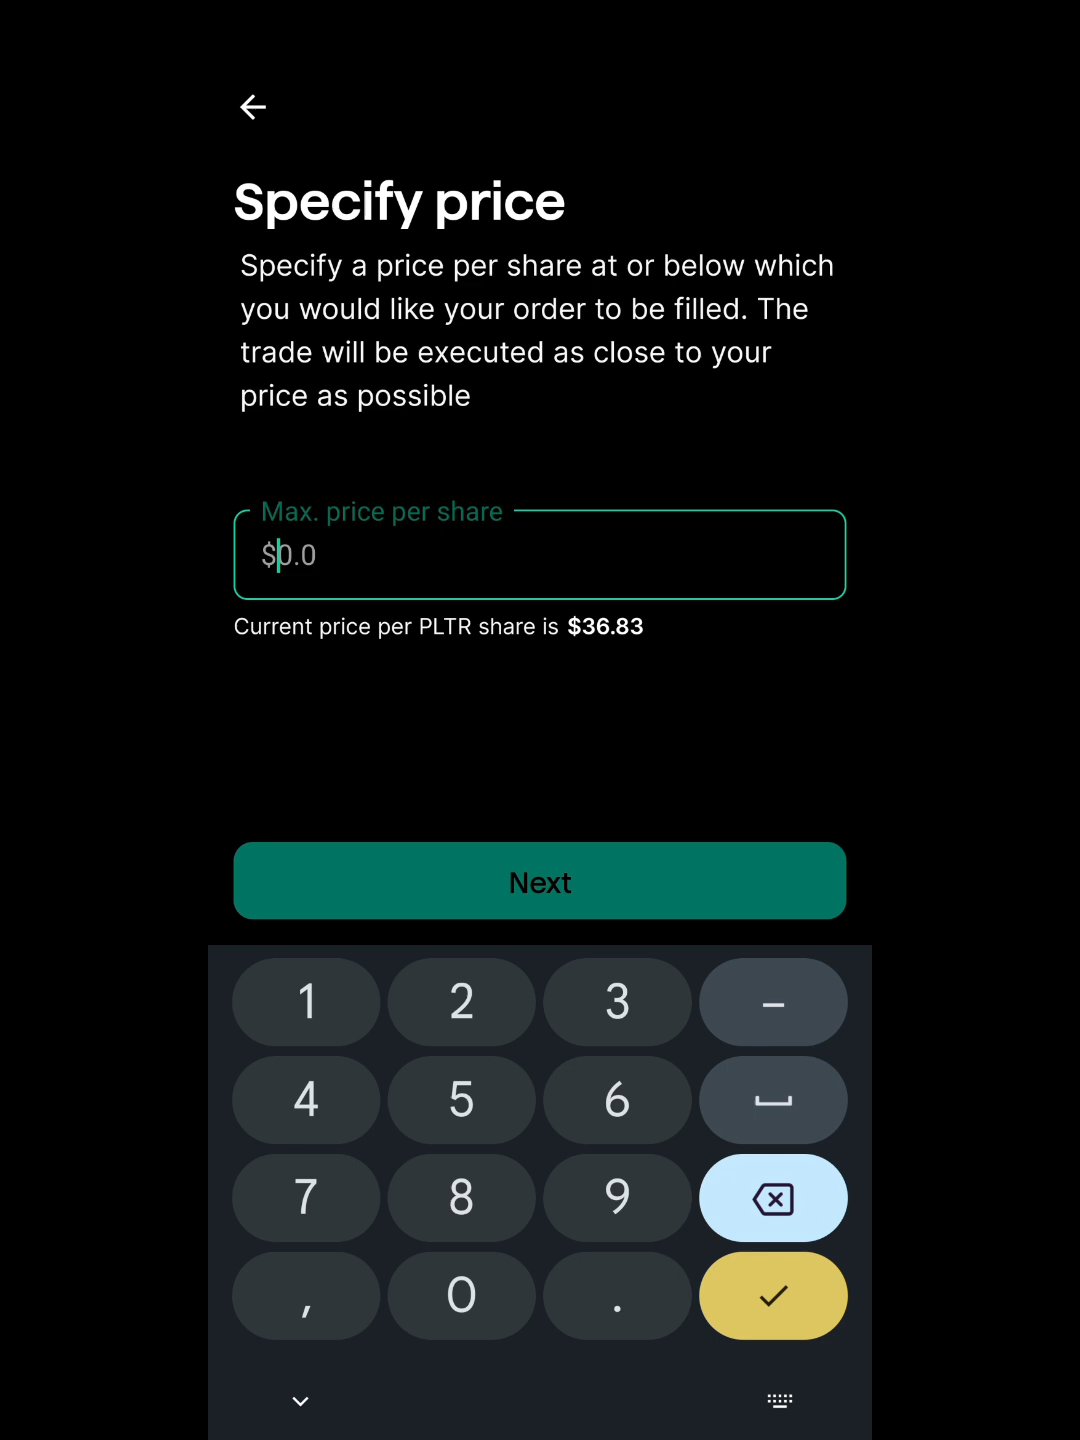 Specify price
Specify a price per share at or below which
you would like your order to be filled. The
trade will be executed as close to your
price as possible
Max. price per share
$0.0
Current price per PLTR share is $36.83
Next
1 2 3 –
4 5 6
7 8 9
, 0 .